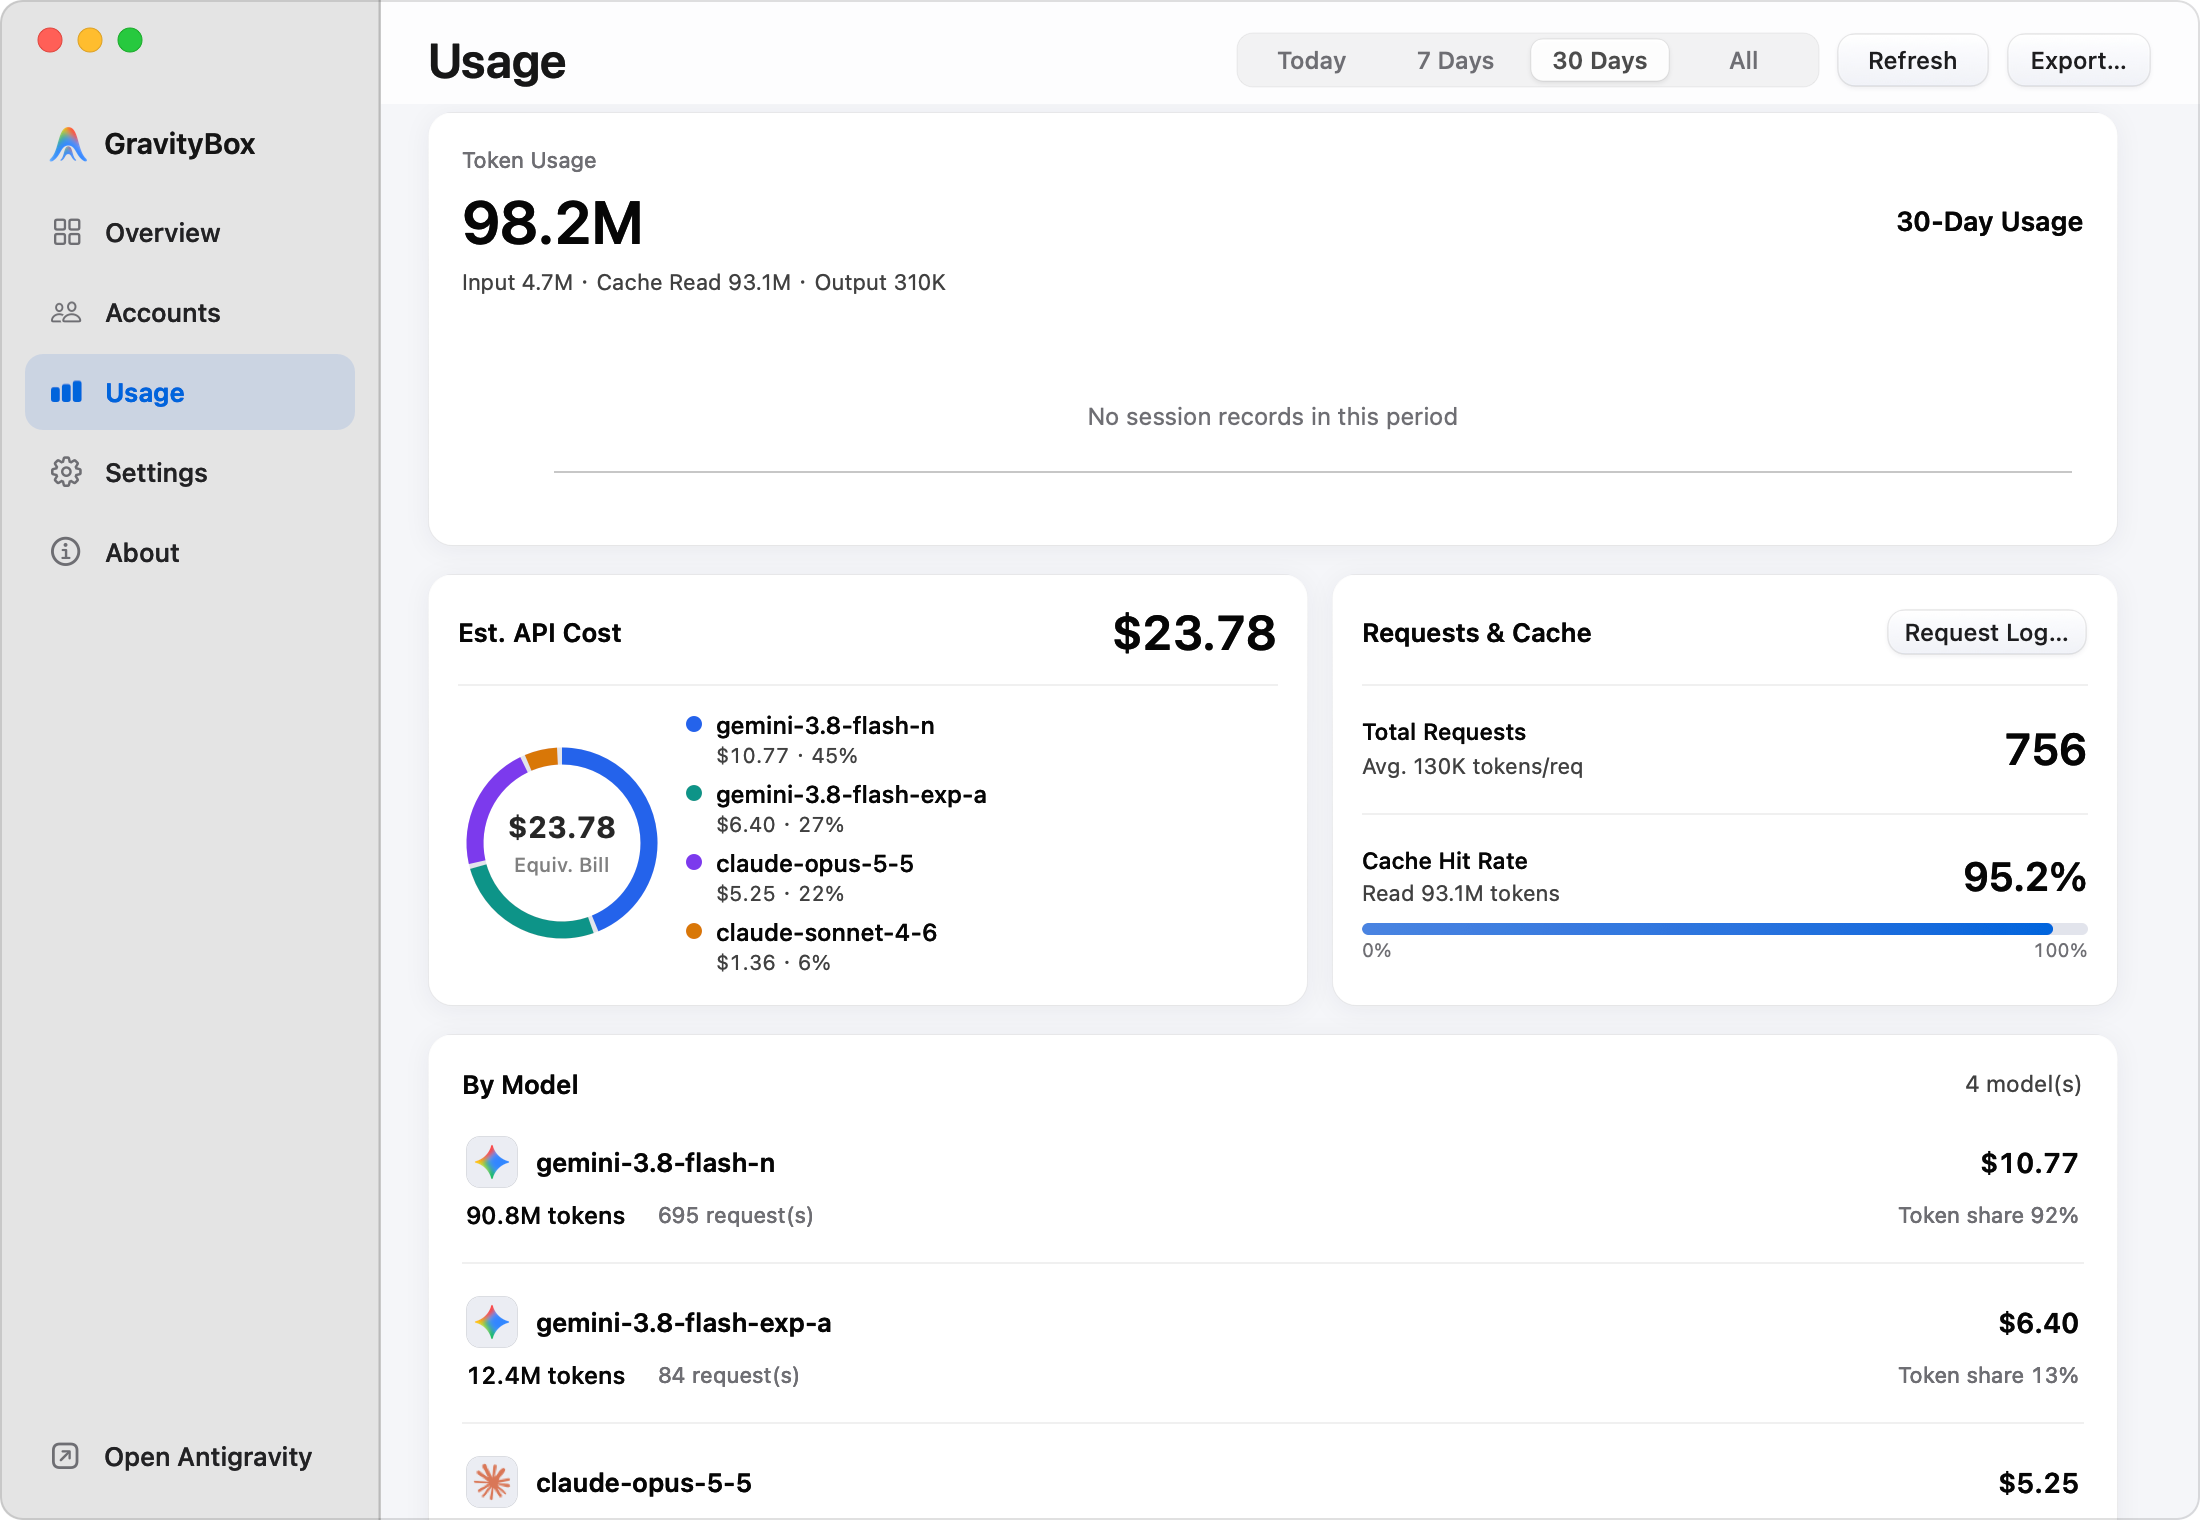 Usage
Today
7 Days
30 Days
All
Refresh
Export...
GravityBox
Overview
Accounts
Usage
Settings
About
Open Antigravity
Token Usage
98.2M
30-Day Usage
Input 4.7M · Cache Read 93.1M · Output 310K
No session records in this period
Est. API Cost
$23.78
$23.78
Equiv. Bill
gemini-3.8-flash-n
$10.77 · 45%
gemini-3.8-flash-exp-a
$6.40 · 27%
claude-opus-5-5
$5.25 · 22%
claude-sonnet-4-6
$1.36 · 6%
Requests & Cache
Request Log...
Total Requests
Avg. 130K tokens/req
756
Cache Hit Rate
Read 93.1M tokens
95.2%
0%
100%
By Model
4 model(s)
gemini-3.8-flash-n
$10.77
90.8M tokens
695 request(s)
Token share 92%
gemini-3.8-flash-exp-a
$6.40
12.4M tokens
84 request(s)
Token share 13%
claude-opus-5-5
$5.25